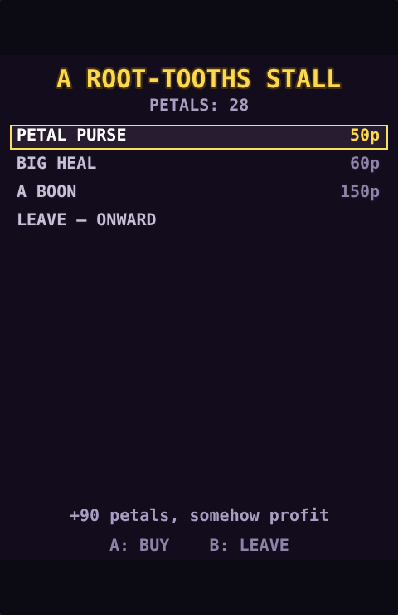 A ROOT-TOOTHS STALL
PETALS: 28
PETAL PURSE 50p
BIG HEAL 60p
A BOON 150p
LEAVE — ONWARD
+90 petals, somehow profit
A: BUY B: LEAVE